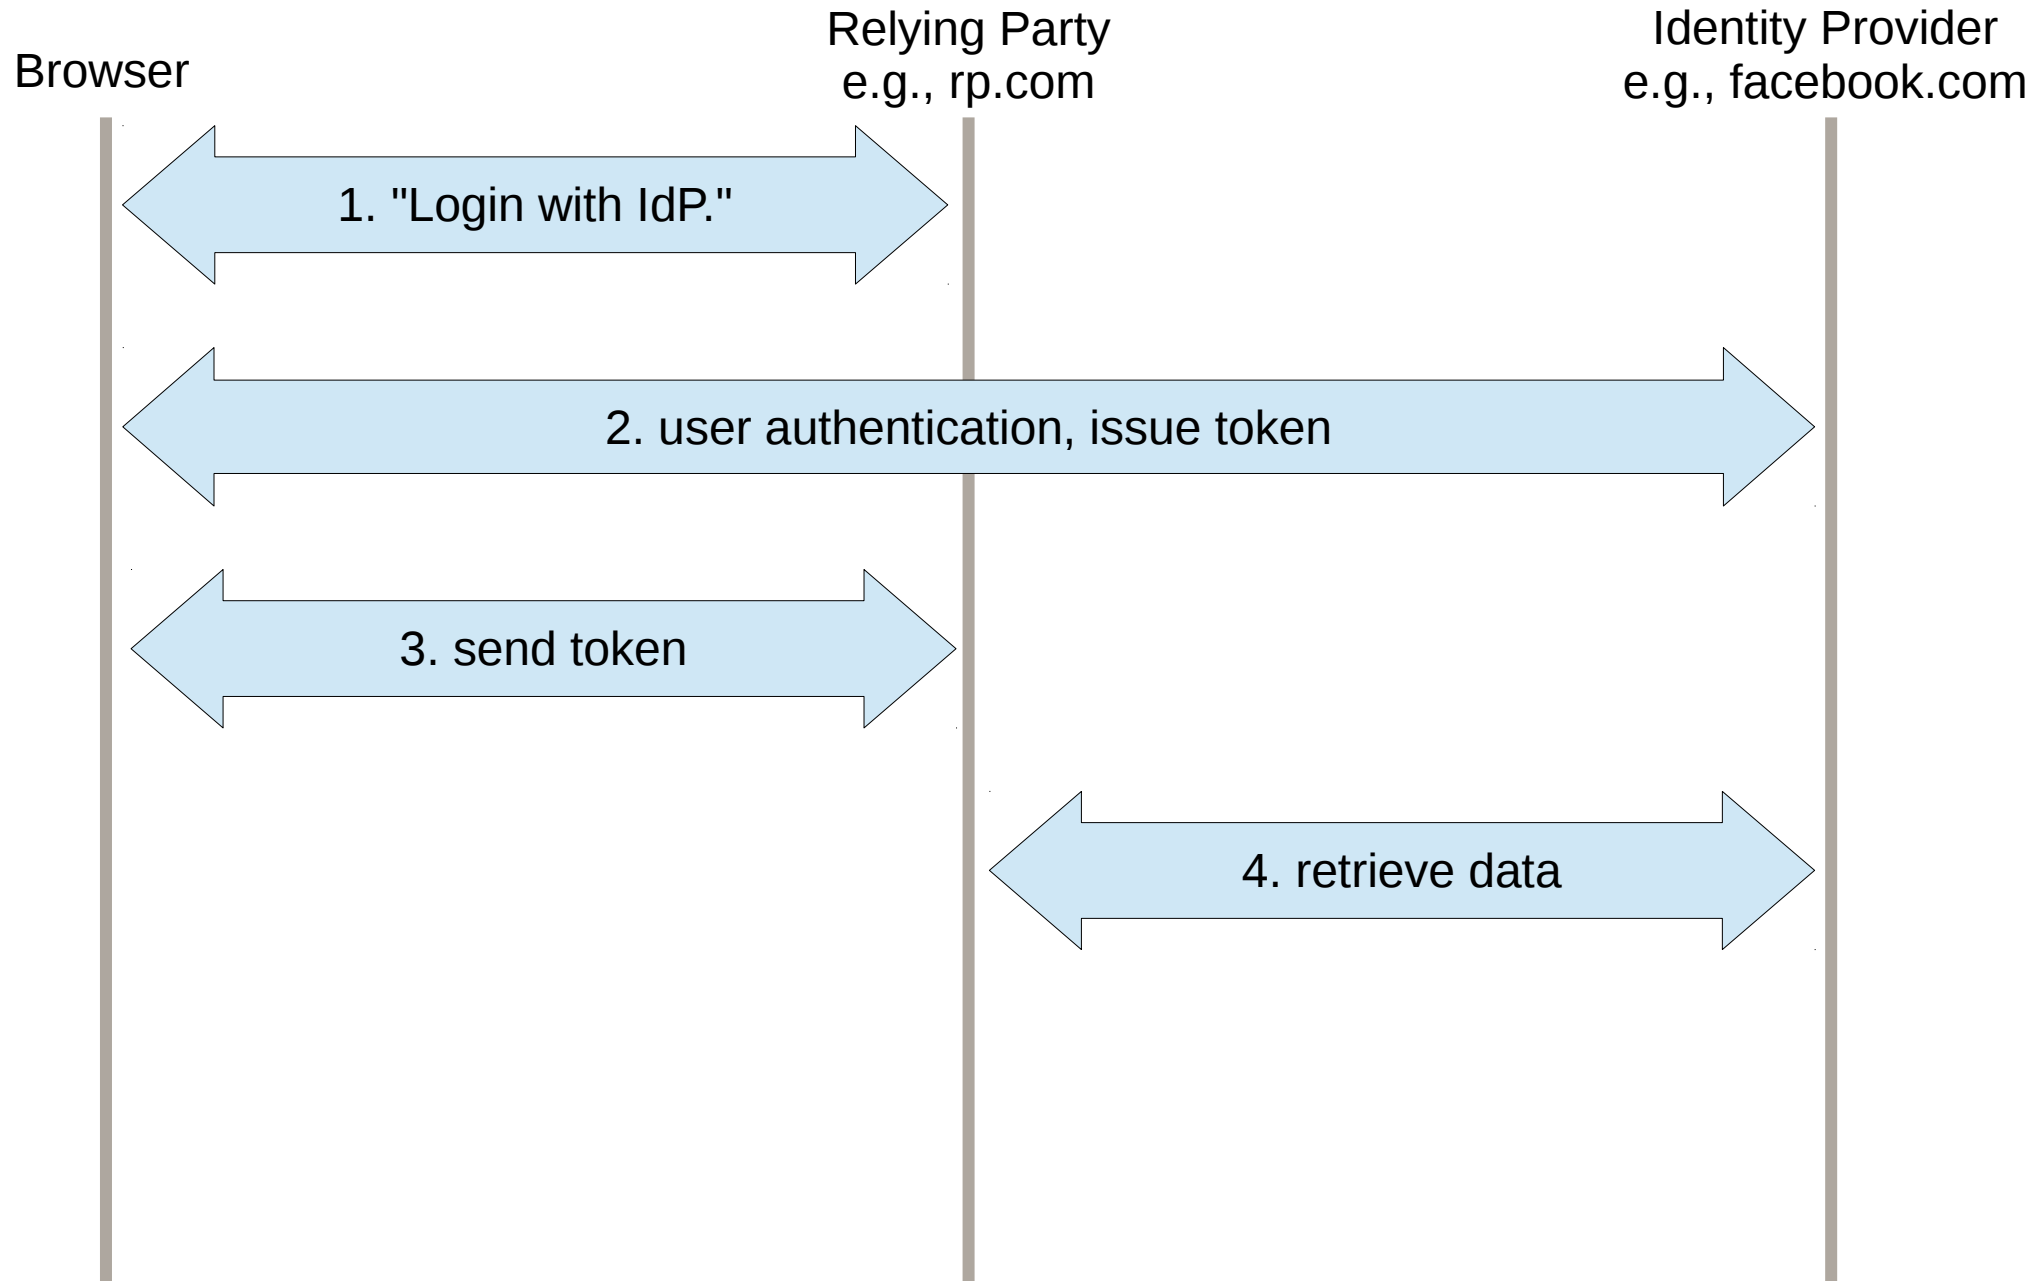 Browser
Relying Party
e.g., rp.com
Identity Provider
e.g., facebook.com
1. "Login with IdP."
2. user authentication, issue token
3. send token
4. retrieve data